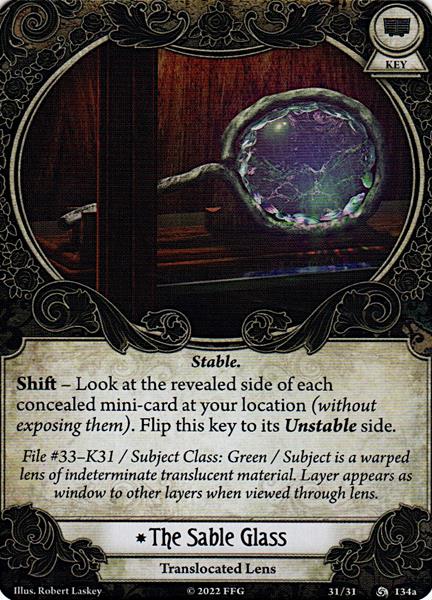 KEY
Stable.
Shift – Look at the revealed side of each
concealed mini-card at your location (without
exposing them). Flip this key to its Unstable side.
File #33–K31 / Subject Class: Green / Subject is a warped
lens of indeterminate translucent material. Layer appears as
window to other layers when viewed through lens.
*The Sable Glass
Translocated Lens
Illus. Robert Laskey
© 2022 FFG
31/31
134a